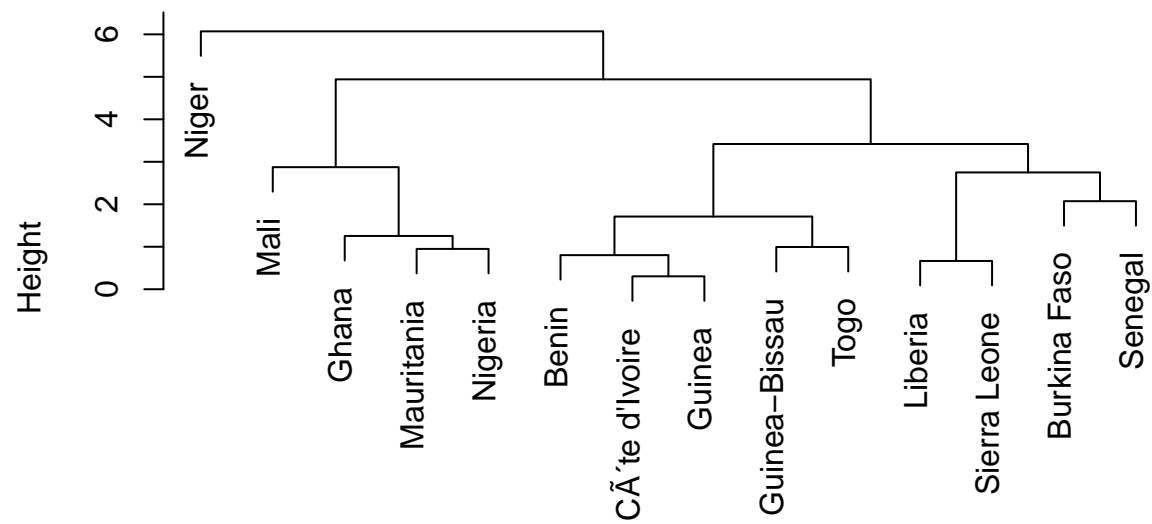 Height
6
4
2
0
Niger
Mali
Ghana
Mauritania
Nigeria
Benin
CÃ´te d'Ivoire
Guinea
Guinea−Bissau
Togo
Liberia
Sierra Leone
Burkina Faso
Senegal